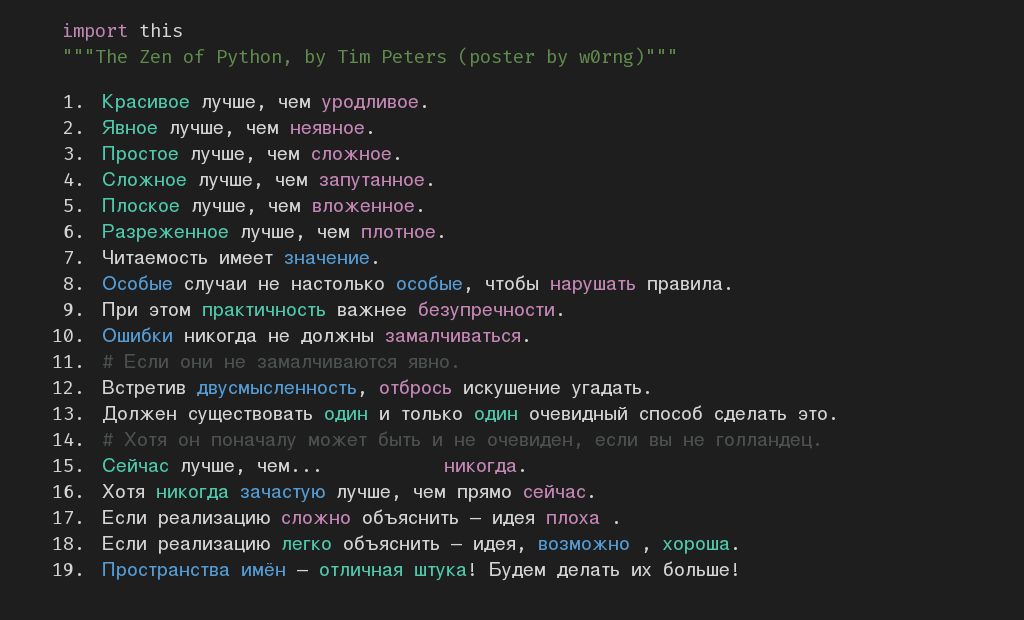 import this
"""The Zen of Python, by Tim Peters (poster by w0rng)"""
1. Красивое лучше, чем уродливое.
2. Явное лучше, чем неявное.
3. Простое лучше, чем сложное.
4. Сложное лучше, чем запутанное.
5. Плоское лучше, чем вложенное.
6. Разреженное лучше, чем плотное.
7. Читаемость имеет значение.
8. Особые случаи не настолько особые, чтобы нарушать правила.
9. При этом практичность важнее безупречности.
10. Ошибки никогда не должны замалчиваться.
11. # Если они не замалчиваются явно.
12. Встретив двусмысленность, отбрось искушение угадать.
13. Должен существовать один и только один очевидный способ сделать это.
14. # Хотя он поначалу может быть и не очевиден, если вы не голландец.
15. Сейчас лучше, чем... никогда.
16. Хотя никогда зачастую лучше, чем прямо сейчас.
17. Если реализацию сложно объяснить — идея плоха .
18. Если реализацию легко объяснить — идея, возможно , хороша.
19. Пространства имён — отличная штука! Будем делать их больше!